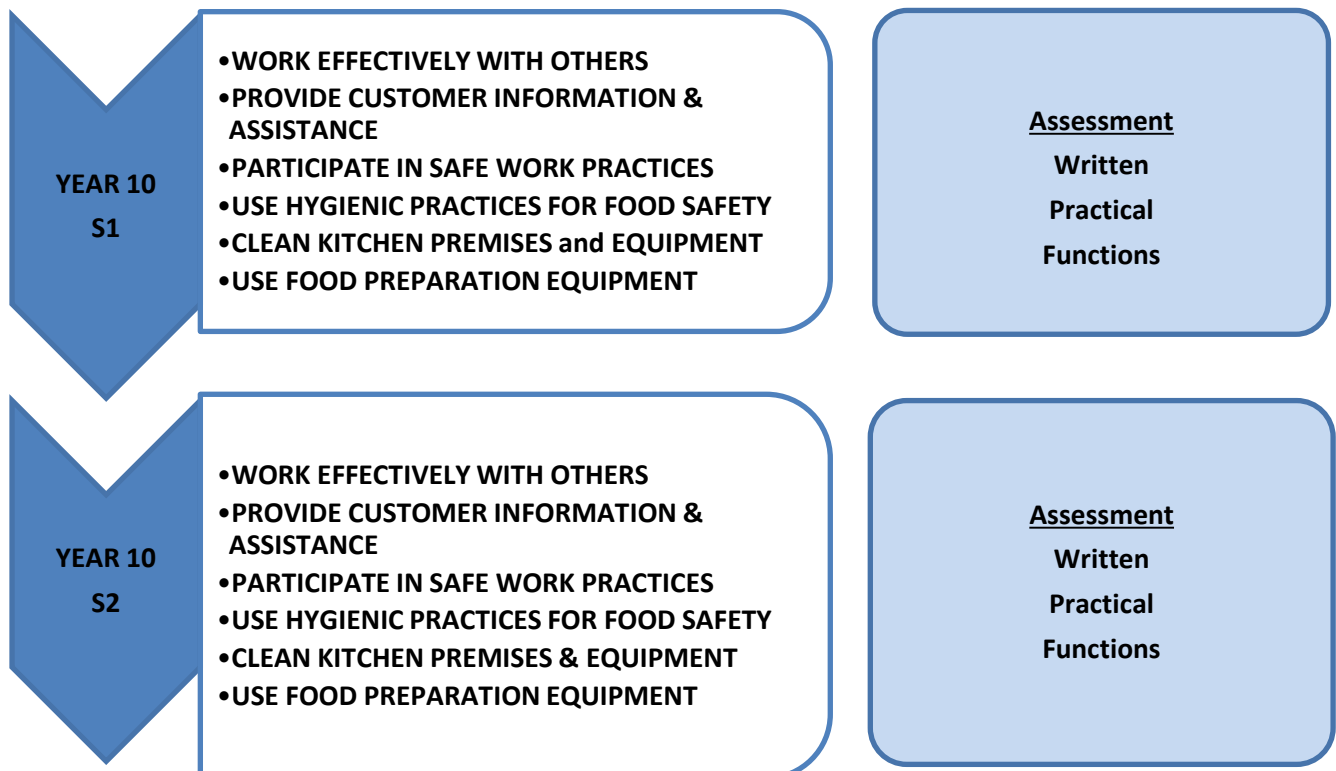 YEAR 10
S1
•WORK EFFECTIVELY WITH OTHERS
•PROVIDE CUSTOMER INFORMATION &
ASSISTANCE
•PARTICIPATE IN SAFE WORK PRACTICES
•USE HYGIENIC PRACTICES FOR FOOD SAFETY
•CLEAN KITCHEN PREMISES and EQUIPMENT
•USE FOOD PREPARATION EQUIPMENT
Assessment
Written
Practical
Functions
YEAR 10
S2
•WORK EFFECTIVELY WITH OTHERS
•PROVIDE CUSTOMER INFORMATION &
ASSISTANCE
•PARTICIPATE IN SAFE WORK PRACTICES
•USE HYGIENIC PRACTICES FOR FOOD SAFETY
•CLEAN KITCHEN PREMISES & EQUIPMENT
•USE FOOD PREPARATION EQUIPMENT
Assessment
Written
Practical
Functions